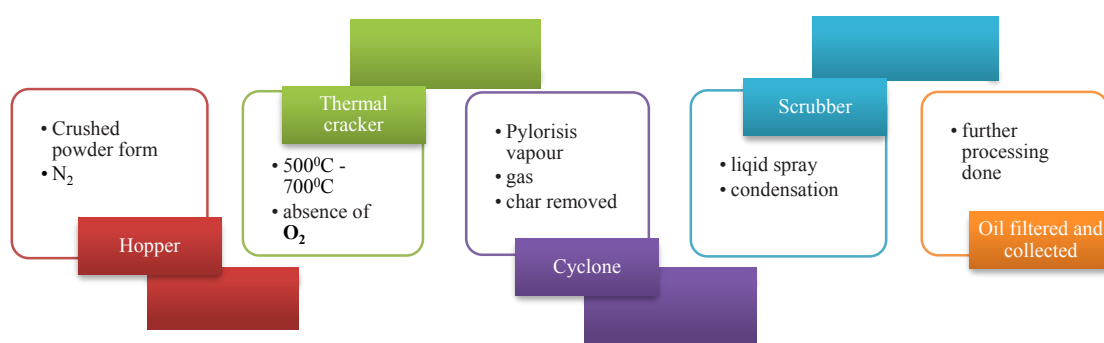 • Crushed
powder form
• N₂
Hopper
Thermal
cracker
• 500⁰C -
700⁰C
• absence of
O₂
• Pylorisis
vapour
• gas
• char removed
Cyclone
Scrubber
• liqid spray
• condensation
• further
processing
done
Oil filtered and
collected